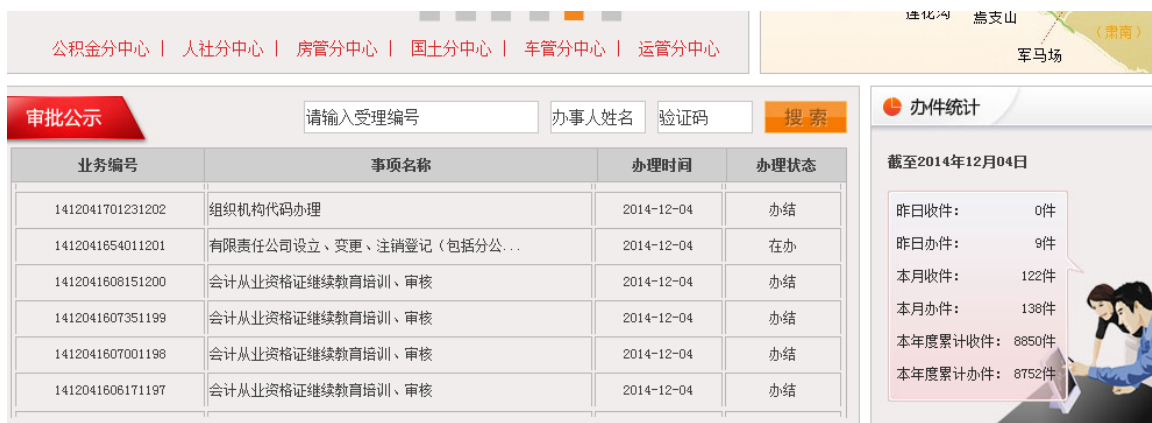 公积金分中心 | 人社分中心 | 房管分中心 | 国土分中心 | 车管分中心 | 运管分中心
莲花沟 焉支山
(肃南)
军马场
审批公示 请输入受理编号 办事人姓名 验证码 搜索
业务编号 事项名称 办理时间 办理状态
1412041701231202 组织机构代码办理 2014-12-04 办结
1412041654011201 有限责任公司设立、变更、注销登记(包括分公... 2014-12-04 在办
1412041608151200 会计从业资格证继续教育培训、审核 2014-12-04 办结
1412041607351199 会计从业资格证继续教育培训、审核 2014-12-04 办结
1412041607001198 会计从业资格证继续教育培训、审核 2014-12-04 办结
1412041606171197 会计从业资格证继续教育培训、审核 2014-12-04 办结
办件统计
截至2014年12月04日
昨日收件: 0件
昨日办件: 9件
本月收件: 122件
本月办件: 138件
本年度累计收件: 8850件
本年度累计办件: 8752件